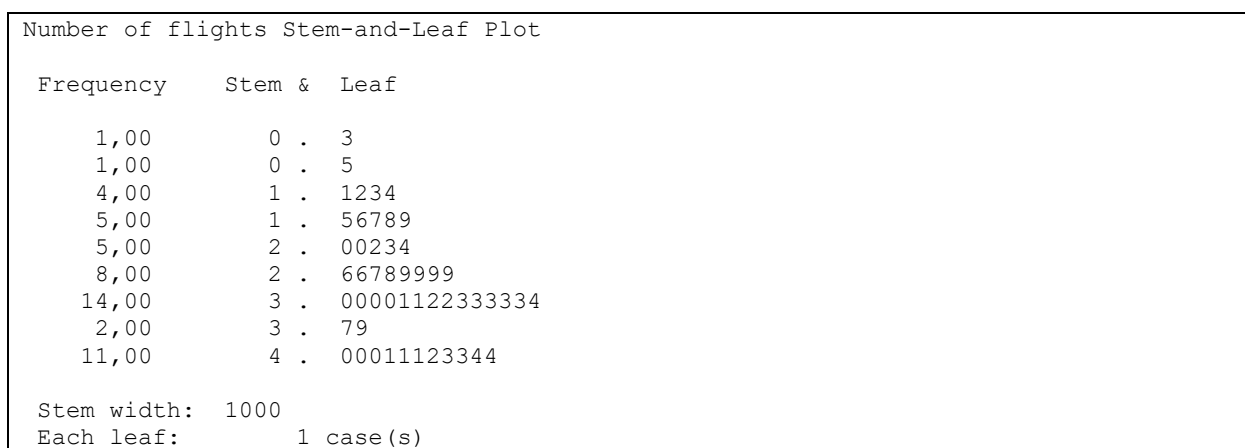 Number of flights Stem-and-Leaf Plot
Frequency Stem & Leaf
1,00 0 . 3
1,00 0 . 5
4,00 1 . 1234
5,00 1 . 56789
5,00 2 . 00234
8,00 2 . 66789999
14,00 3 . 00001122333334
2,00 3 . 79
11,00 4 . 00011123344
Stem width: 1000
Each leaf: 1 case(s)